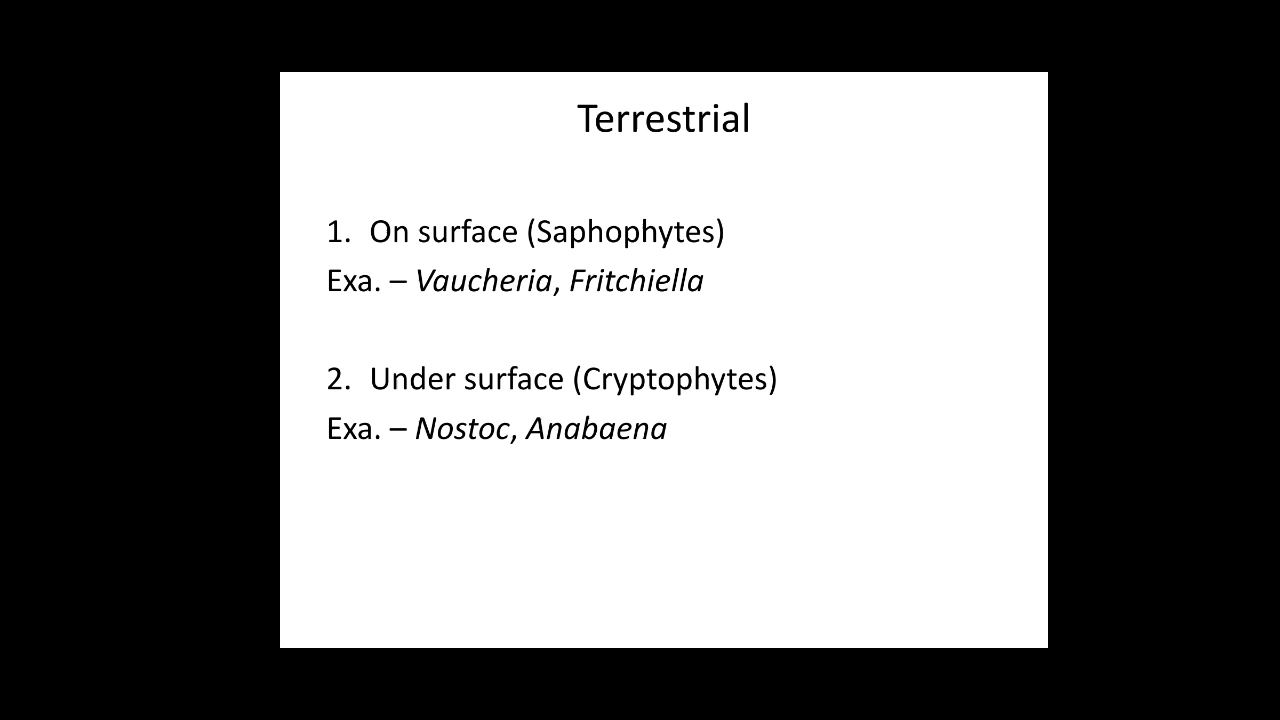 Terrestrial
1. On surface (Saphophytes)
Exa. – Vaucheria, Fritchiella
2. Under surface (Cryptophytes)
Exa. – Nostoc, Anabaena